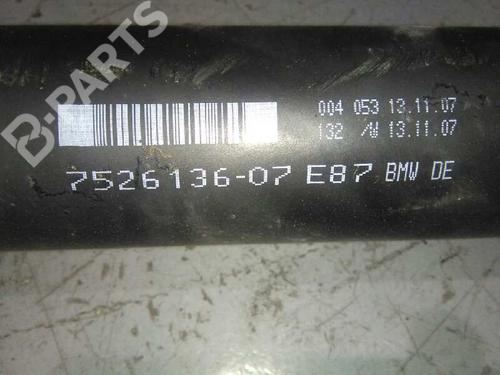 B-PARTS
004 053 13.11.07
132 /W 13.11.07
7526136-07 E87 BMW DE